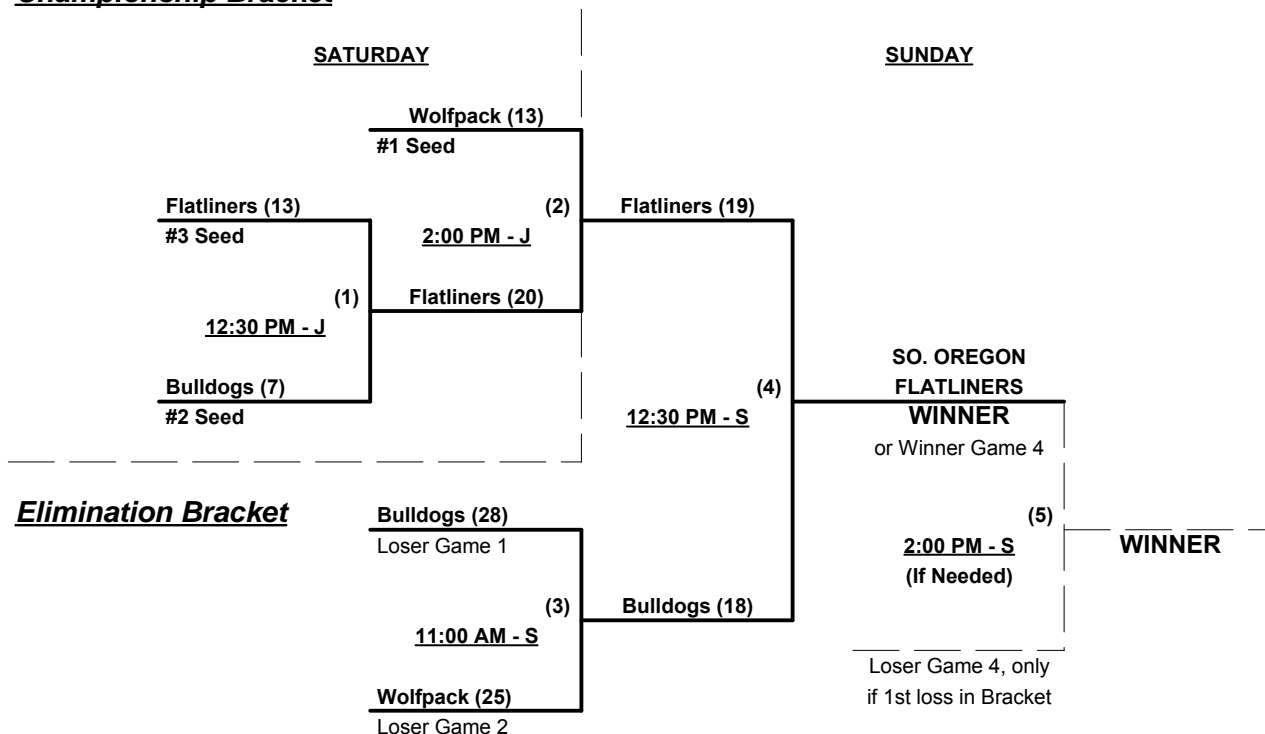 Championship Bracket
SATURDAY
SUNDAY
Wolfpack (13)
#1 Seed
Flatliners (13)
#3 Seed
(2)
2:00 PM - J
Flatliners (19)
(1)
12:30 PM - J
Flatliners (20)
Bulldogs (7)
#2 Seed
(4)
12:30 PM - S
SO. OREGON
FLATLINERS
WINNER
or Winner Game 4
Elimination Bracket
Bulldogs (28)
Loser Game 1
(3)
11:00 AM - S
Bulldogs (18)
Wolfpack (25)
Loser Game 2
(5)
2:00 PM - S
(If Needed)
WINNER
Loser Game 4, only
if 1st loss in Bracket